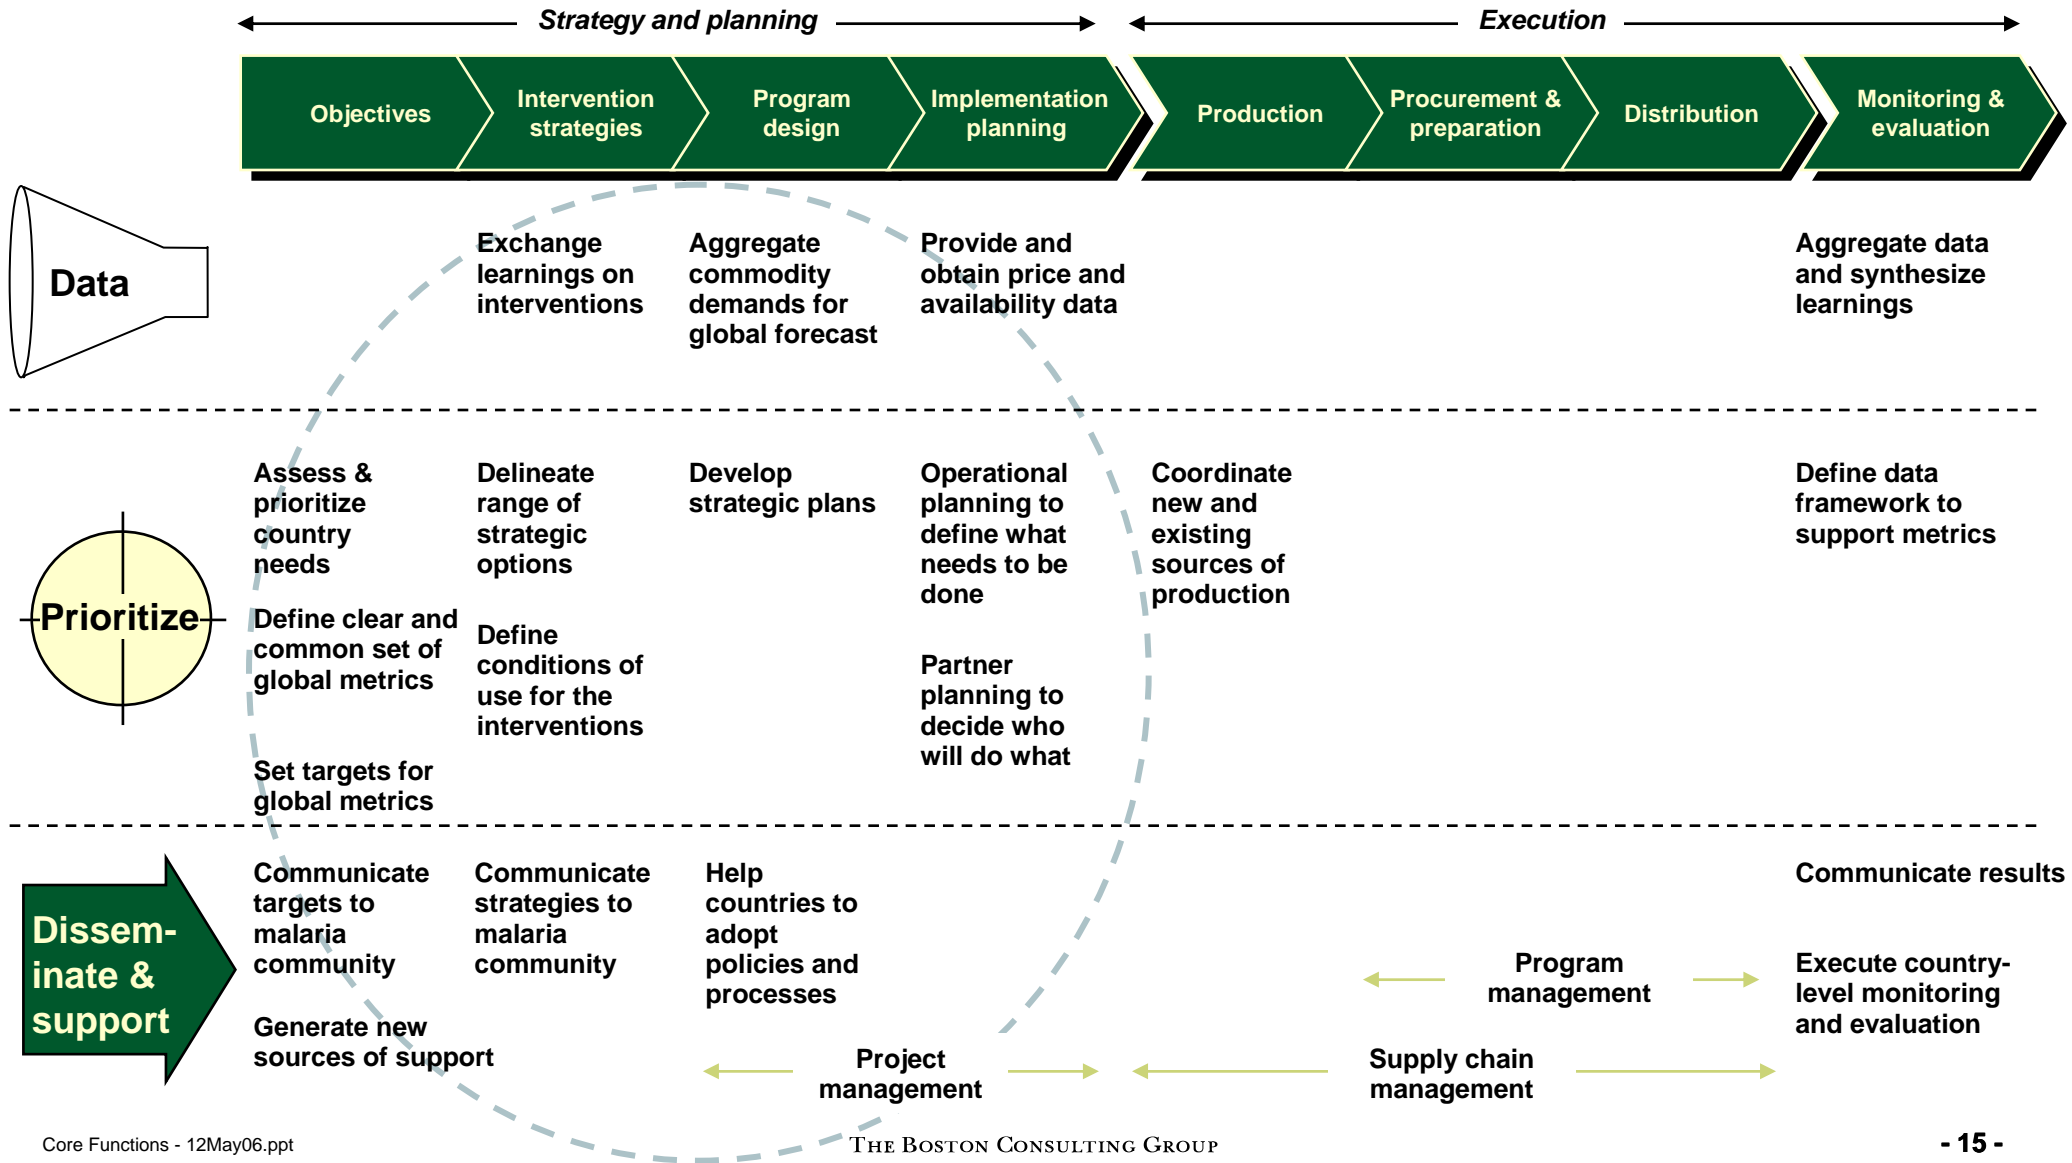 Strategy and planning
Execution
Objectives
Intervention
strategies
Program
design
Implementation
planning
Production
Procurement &
preparation
Distribution
Monitoring &
evaluation
Data
Exchange
learnings on
interventions
Aggregate
commodity
demands for
global forecast
Provide and
obtain price and
availability data
Aggregate data
and synthesize
learnings
Prioritize
Assess &
prioritize
country
needs
Define clear and
common set of
global metrics
Set targets for
global metrics
Delineate
range of
strategic
options
Define
conditions of
use for the
interventions
Develop
strategic plans
Operational
planning to
define what
needs to be
done
Partner
planning to
decide who
will do what
Coordinate
new and
existing
sources of
production
Define data
framework to
support metrics
Dissem-
inate &
support
Communicate
targets to
malaria
community
Generate new
sources of support
Communicate
strategies to
malaria
community
Help
countries to
adopt
policies and
processes
Project
management
Program
management
Supply chain
management
Communicate results
Execute country-
level monitoring
and evaluation
Core Functions - 12May06.ppt
THE BOSTON CONSULTING GROUP
- 15 -